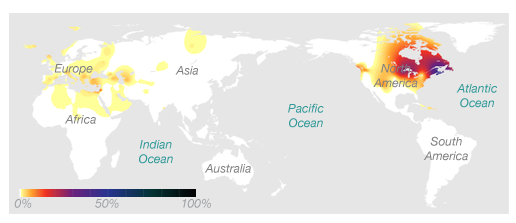 Europe
Asia
North
America
Atlantic
Ocean
Africa
Pacific
Ocean
Indian
Ocean
South
America
Australia
0%
50%
100%